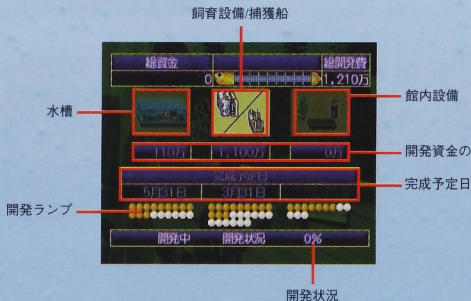 飼育設備/捕獲船
総資金
総開発費
0
1,210万
水槽
館内設備
110万 1,100万 0万
開発資金の
完成予定日
完成予定日
5月31日 3月31日
開発ランプ
開発中 開発状況 0%
開発状況